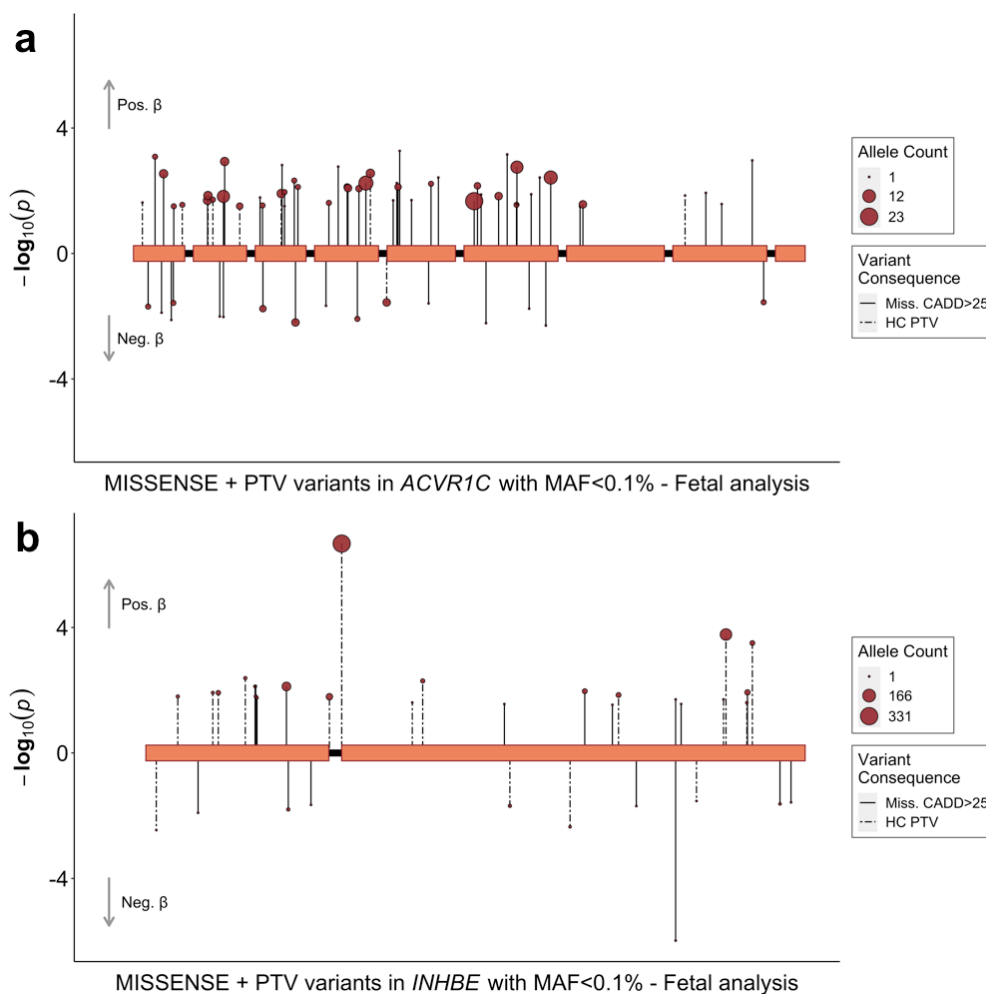 a
Pos. β
4
0
-4
−log10(p)
Neg. β
Allele Count
1
12
23
Variant
Consequence
Miss. CADD>25
HC PTV
MISSENSE + PTV variants in ACVR1C with MAF<0.1% - Fetal analysis
b
Pos. β
4
0
-4
−log10(p)
Neg. β
Allele Count
1
166
331
Variant
Consequence
Miss. CADD>25
HC PTV
MISSENSE + PTV variants in INHBE with MAF<0.1% - Fetal analysis